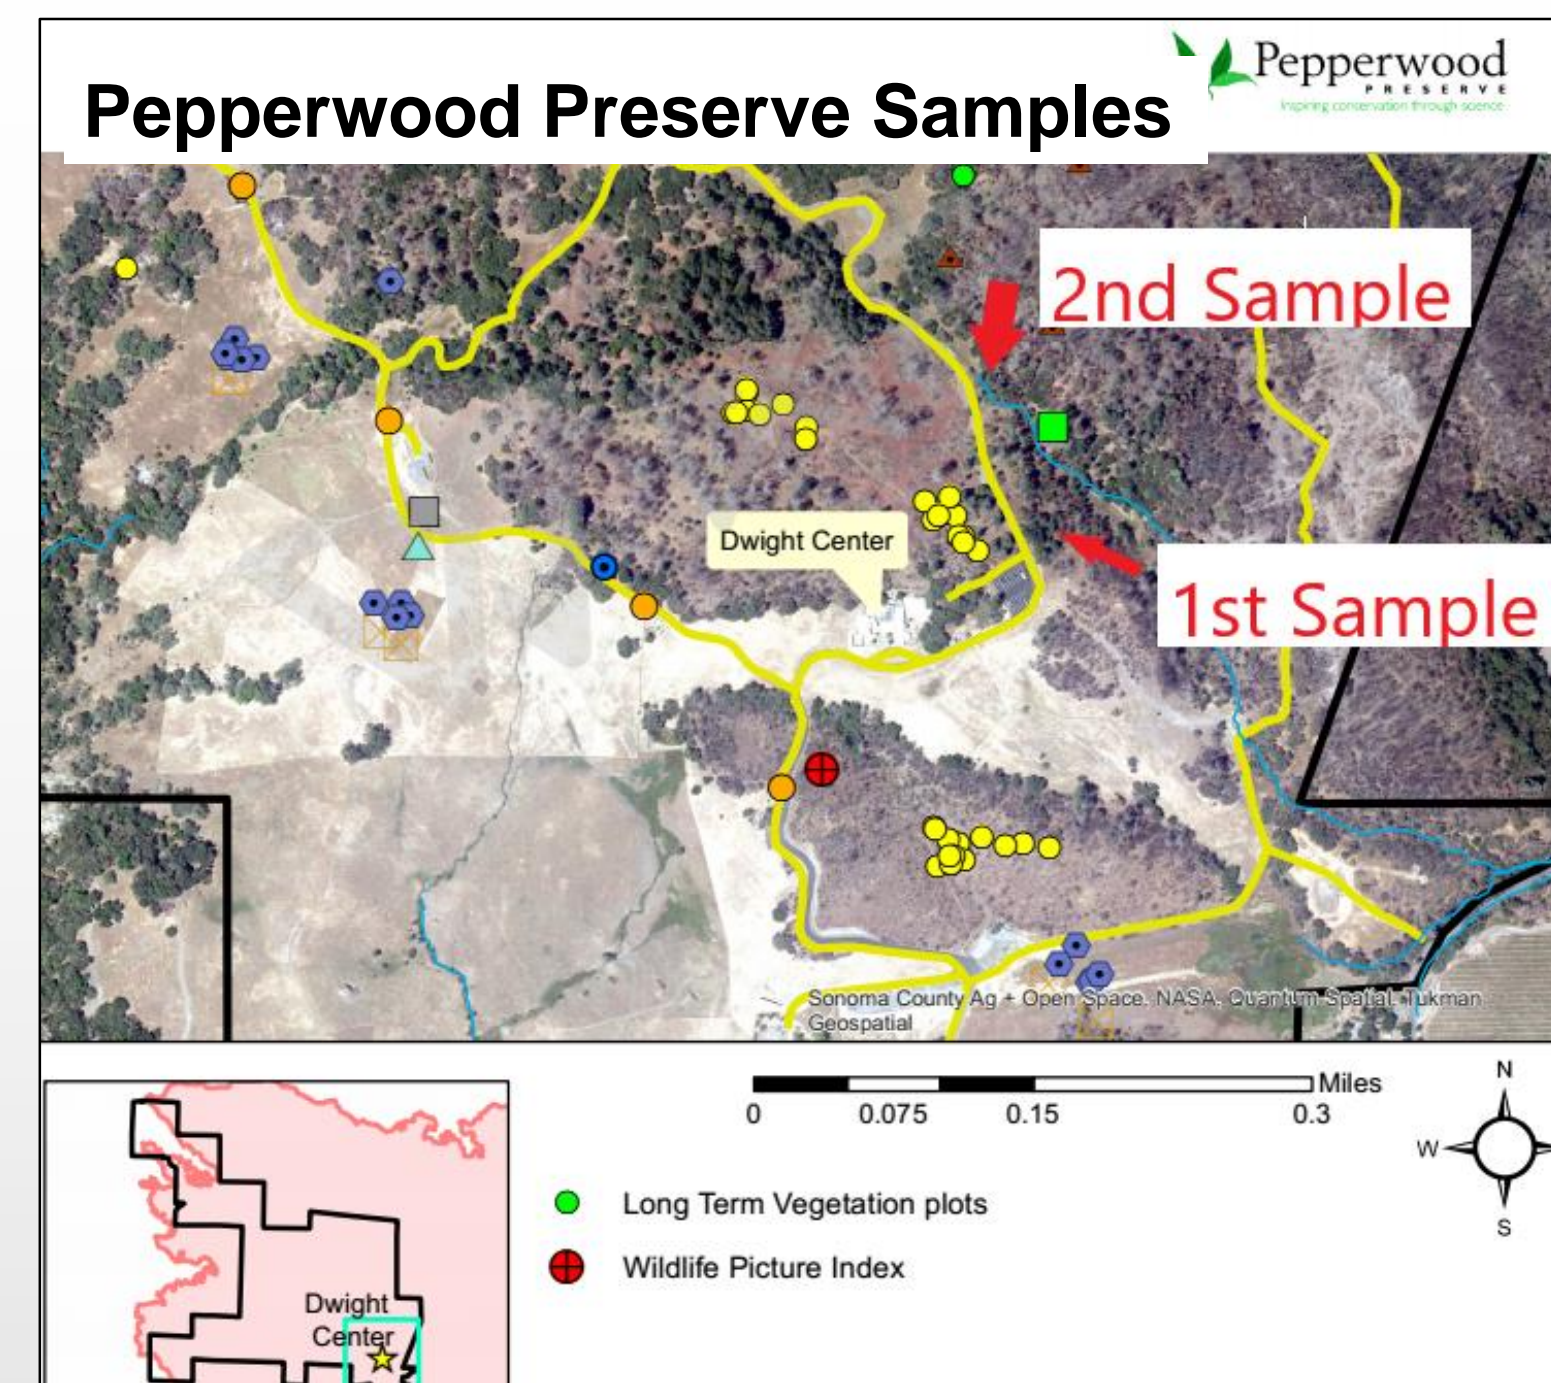 Pepperwood
PRESERVE
Inspiring conservation through science
Pepperwood Preserve Samples
2nd Sample
Dwight Center
1st Sample
Sonoma County Ag + Open Space, NASA, Quantum Spatial, Tukman
Geospatial
Miles
0 0.075 0.15 0.3
N
W
S
Long Term Vegetation plots
Wildlife Picture Index
Dwight
Center